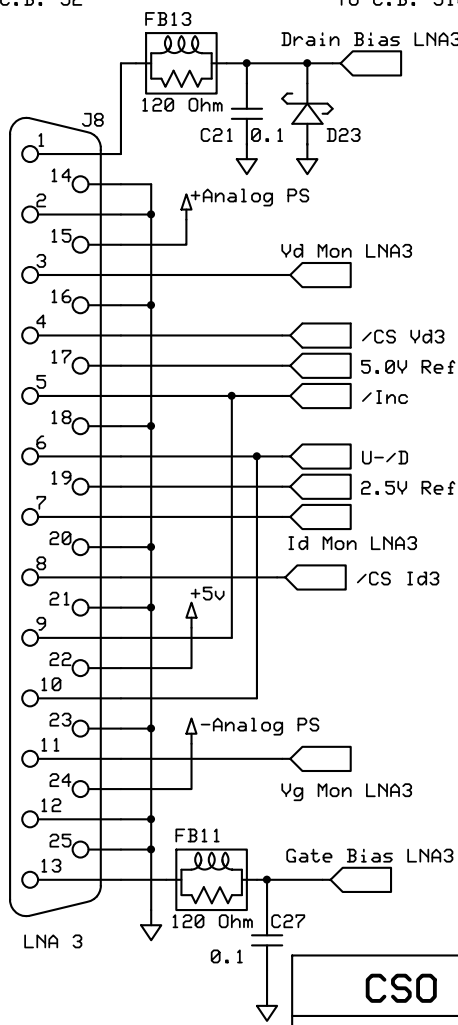 FB13
Drain Bias LNA3
120 Ohm
C21 0.1
D23
J8
1
14
+Analog PS
2
15
3
Vd Mon LNA3
16
4
/CS Vd3
17
5.0V Ref
5
/Inc
18
6
U-/D
19
2.5V Ref
7
Id Mon LNA3
20
8
/CS Id3
21
+5v
9
22
10
23
-Analog PS
11
24
Vg Mon LNA3
12
25
FB11
13
Gate Bias LNA3
120 Ohm
C27
0.1
LNA 3
CSO